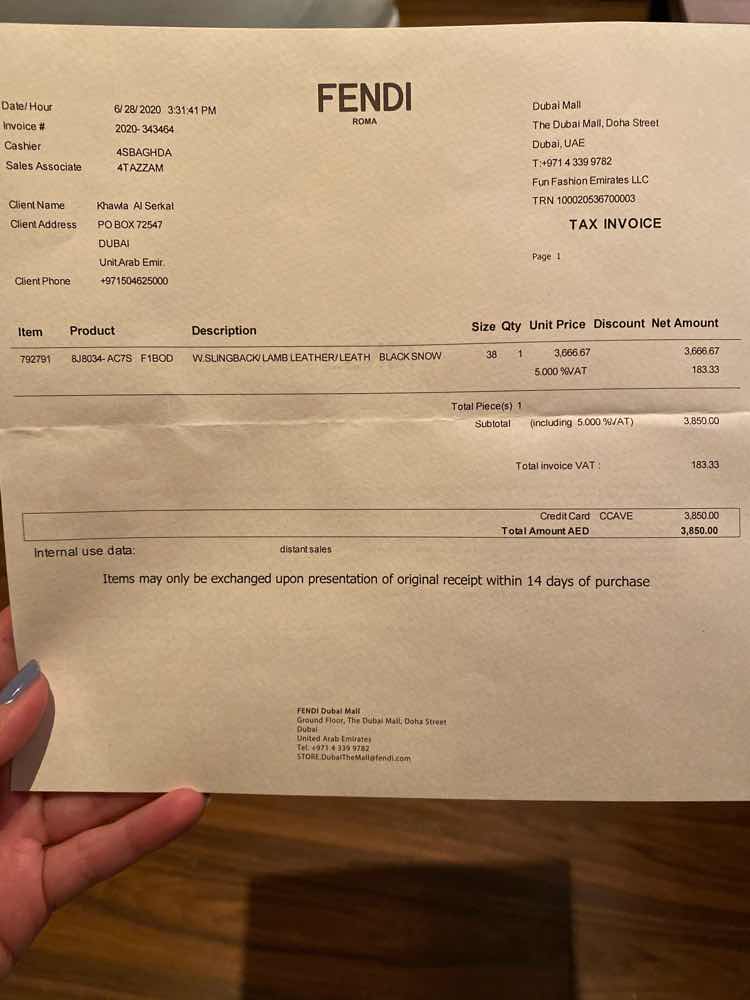 FENDI
ROMA
Date/Hour 6/28/2020 3:31:41 PM
Invoice # 2020-343464
Cashier 4SBAGHDA
Sales Associate 4TAZZAM
Dubai Mall
The Dubai Mall, Doha Street
Dubai, UAE
T:+971 4 339 9782
Fun Fashion Emirates LLC
TRN 100020536700003
TAX INVOICE
Page 1
Client Name Khawla Al Serkal
Client Address PO BOX 72547
DUBAI
Unit.Arab Emir.
Client Phone +971504625000
Item Product Description Size Qty Unit Price Discount Net Amount
792791 8J8034-AC7S F1BOD W.SLINGBACK/LAMB LEATHER/LEATH BLACK SNOW 38 1 3,666.67 3,666.67
5.000 %VAT 183.33
Total Piece(s) 1
Subtotal (including 5.000 %VAT) 3,850.00
Total invoice VAT : 183.33
Credit Card CCAVE 3,850.00
Total Amount AED 3,850.00
Internal use data: distant sales
Items may only be exchanged upon presentation of original receipt within 14 days of purchase
FENDI Dubai Mall
Ground Floor, The Dubai Mall, Doha Street
Dubai
United Arab Emirates
Tel. +971 4 339 9782
STORE.DubaiTheMall@fendi.com